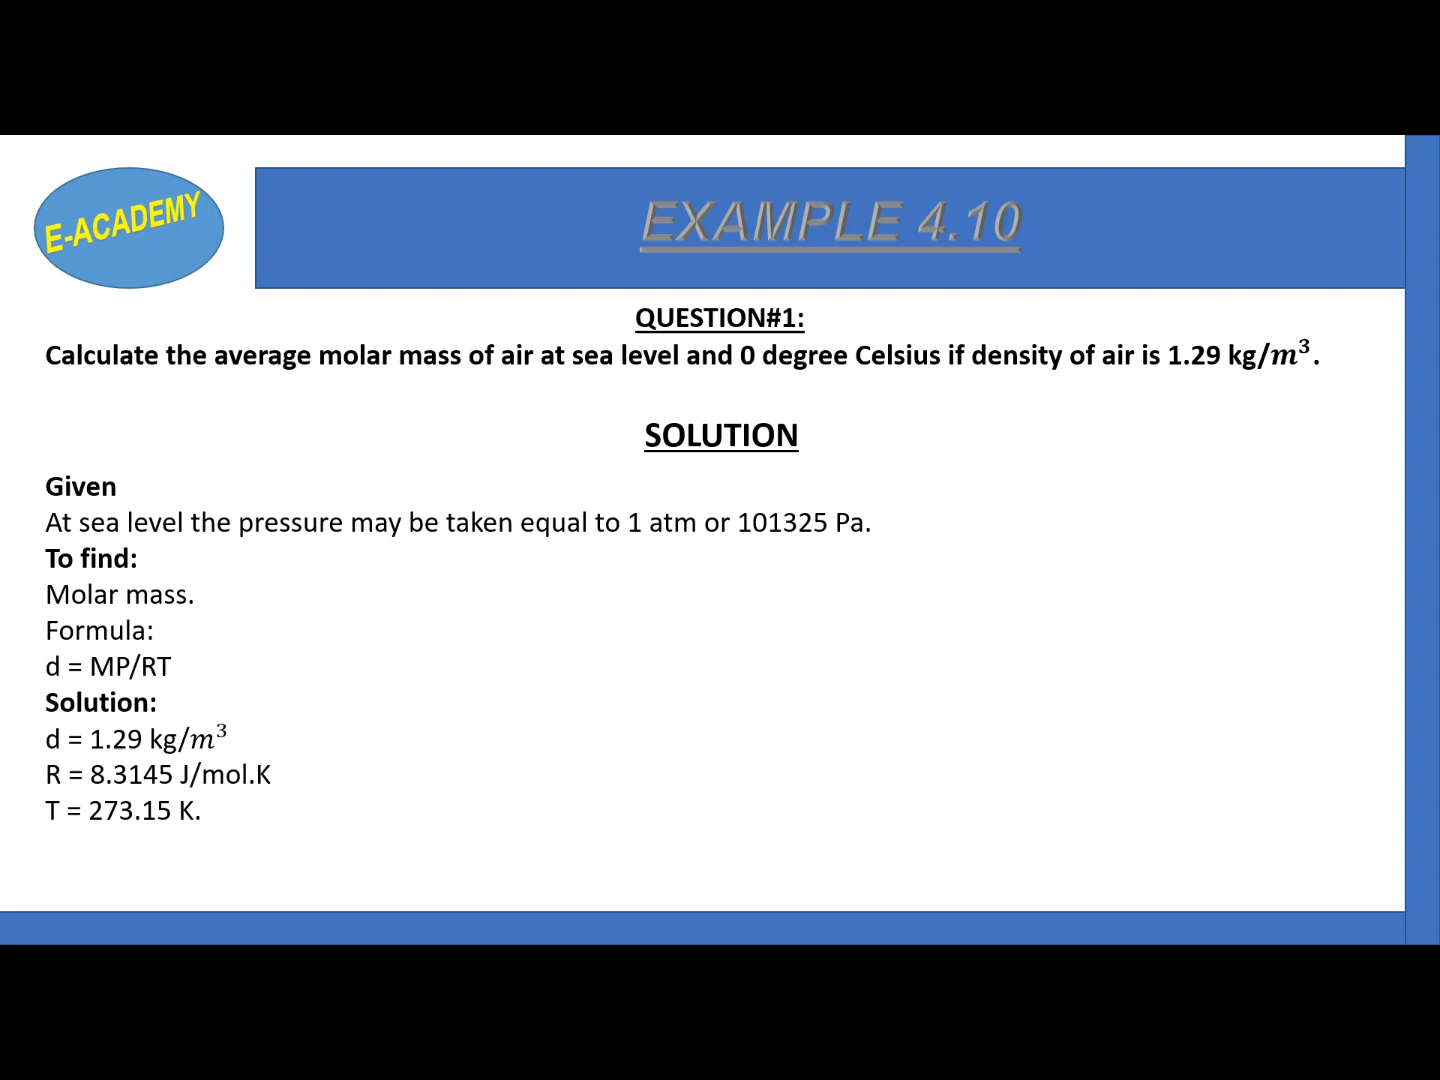 E-ACADEMY
EXAMPLE 4.10
QUESTION#1:
Calculate the average molar mass of air at sea level and 0 degree Celsius if density of air is 1.29 kg/m³.
SOLUTION
Given
At sea level the pressure may be taken equal to 1 atm or 101325 Pa.
To find:
Molar mass.
Formula:
d = MP/RT
Solution:
d = 1.29 kg/m³
R = 8.3145 J/mol.K
T = 273.15 K.